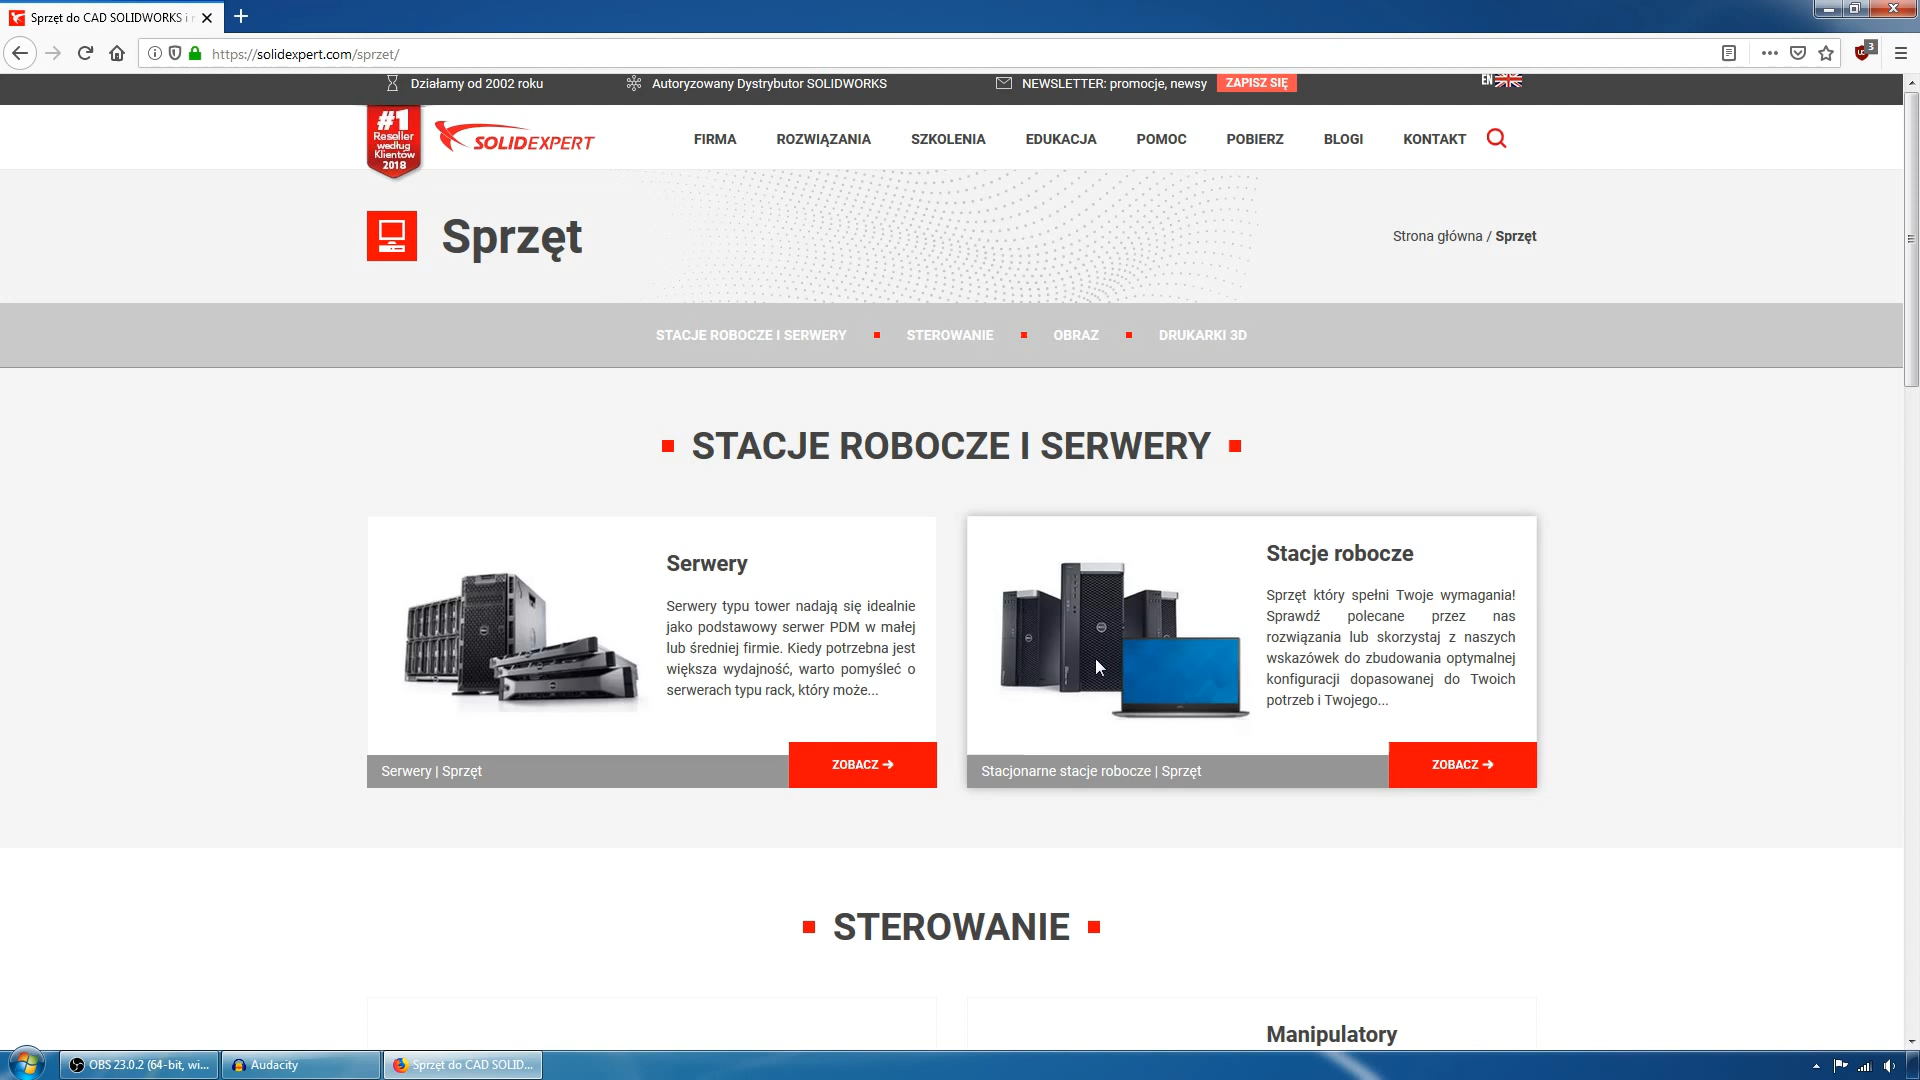 Sprzęt do CAD SOLIDWORKS i
https://solidexpert.com/sprzet/
3
Działamy od 2002 roku
Autoryzowany Dystrybutor SOLIDWORKS
NEWSLETTER: promocje, newsy
ZAPISZ SIĘ
EN
#1
Reseller
według
Klientów
2018
SOLIDEXPERT
FIRMA
ROZWIĄZANIA
SZKOLENIA
EDUKACJA
POMOC
POBIERZ
BLOGI
KONTAKT
Sprzęt
Strona główna / Sprzęt
STACJE ROBOCZE I SERWERY
STEROWANIE
OBRAZ
DRUKARKI 3D
STACJE ROBOCZE I SERWERY
Serwery
Serwery typu tower nadają się idealnie
jako podstawowy serwer PDM w małej
lub średniej firmie. Kiedy potrzebna jest
większa wydajność, warto pomyśleć o
serwerach typu rack, który może...
Serwery | Sprzęt
ZOBACZ →
Stacje robocze
Sprzęt który spełni Twoje wymagania!
Sprawdź polecane przez nas
rozwiązania lub skorzystaj z naszych
wskazówek do zbudowania optymalnej
konfiguracji dopasowanej do Twoich
potrzeb i Twojego...
Stacjonarne stacje robocze | Sprzęt
ZOBACZ →
STEROWANIE
Manipulatory
OBS 23.0.2 (64-bit, wi...
Audacity
Sprzęt do CAD SOLID...